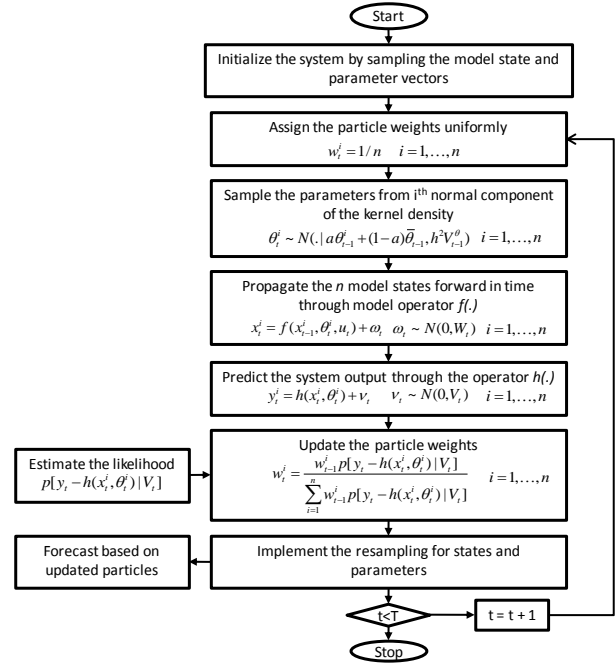 Start
Initialize the system by sampling the model state and
parameter vectors
Assign the particle weights uniformly
w_t^i = 1/n   i = 1,…,n
Sample the parameters from i^th normal component
of the kernel density
θ_t^i ~ N(.| aθ_{t-1}^i + (1−a)θ̅_{t-1}, h²V_{t-1}^θ)   i = 1,…,n
Propagate the n model states forward in time
through model operator f(.)
x_t^i = f(x_{t-1}^i, θ_t^i, u_t) + ω_t   ω_t ~ N(0,W_t)   i = 1,…,n
Predict the system output through the operator h(.)
y_t^i = h(x_t^i, θ_t^i) + ν_t   ν_t ~ N(0,V_t)   i = 1,…,n
Estimate the likelihood
p[y_t − h(x_t^i, θ_t^i) | V_t]
Update the particle weights
w_t^i = w_{t-1}^i p[y_t − h(x_t^i, θ_t^i) | V_t] / ∑_{i=1}^n w_{t-1}^i p[y_t − h(x_t^i, θ_t^i) | V_t]   i = 1,…,n
Forecast based on
updated particles
Implement the resampling for states and
parameters
t<T
t = t + 1
Stop